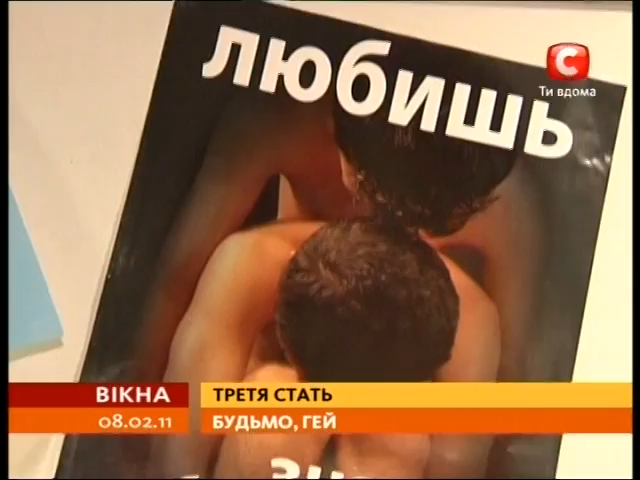 ЛЮБИШЬ
С
Ти вдома
ВІКНА
ТРЕТЯ СТАТЬ
08.02.11
БУДЬМО, ГЕЙ